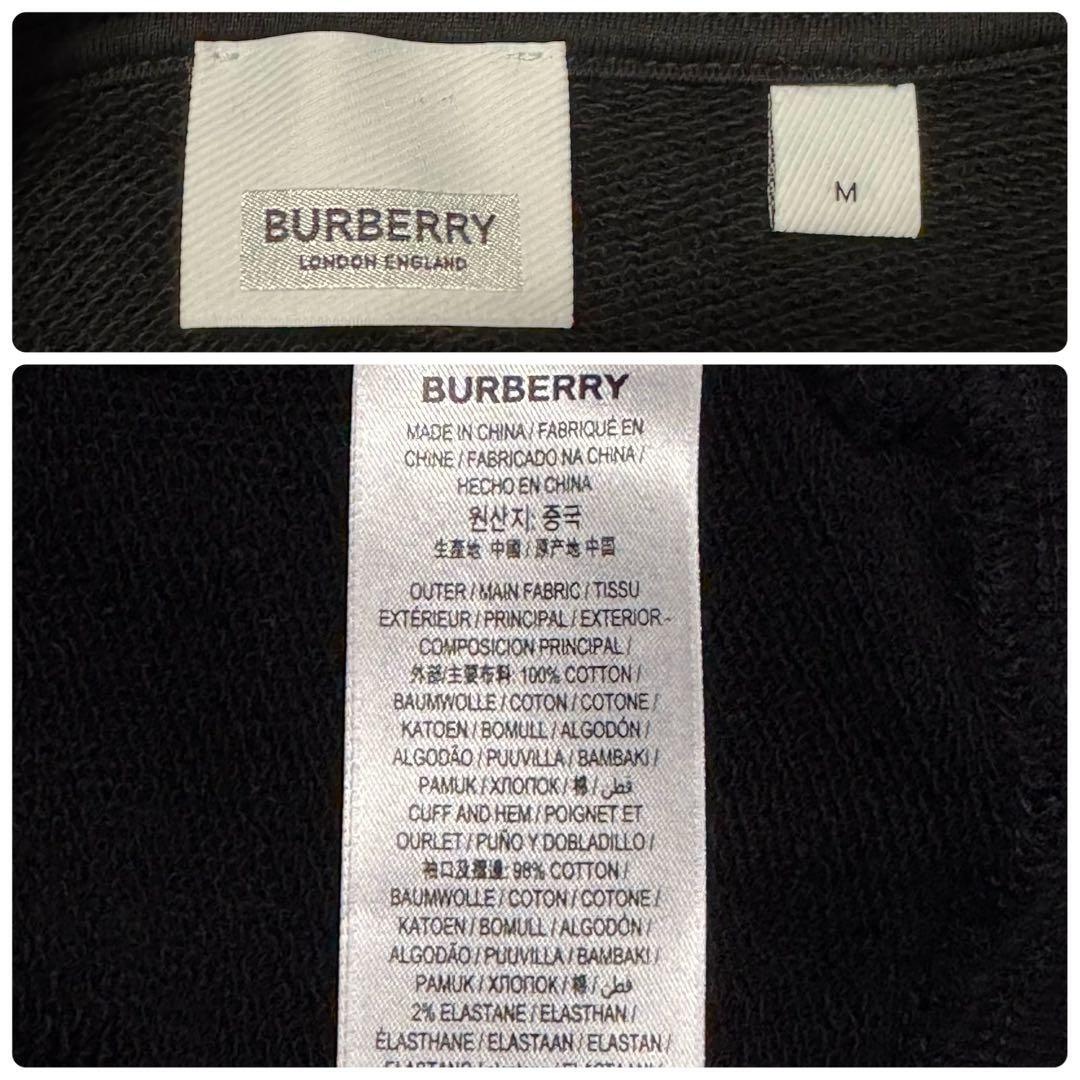 BURBERRY
LONDON ENGLAND
M
BURBERRY
MADE IN CHINA / FABRIQUÉ EN
CHINE / FABRICADO NA CHINA /
HECHO EN CHINA
원산지: 중국
生產地 中國 / 原产地 中国
OUTER / MAIN FABRIC / TISSU
EXTÉRIEUR / PRINCIPAL / EXTERIOR -
COMPOSICION PRINCIPAL /
外部/主要布料: 100% COTTON /
BAUMWOLLE / COTON / COTONE /
KATOEN / BOMULL / ALGODÓN /
ALGODÃO / PUUVILLA / BAMBAKI /
PAMUK / ХЛОПОК / 棉 / قطن
CUFF AND HEM / POIGNET ET
OURLET / PUÑO Y DOBLADILLO /
袖口及擺邊: 98% COTTON /
BAUMWOLLE / COTON / COTONE /
KATOEN / BOMULL / ALGODÓN /
ALGODÃO / PUUVILLA / BAMBAKI /
PAMUK / ХЛОПОК / 棉 / قطن
2% ELASTANE / ELASTHAN /
ÉLASTHANE / ELASTAAN / ELASTAN /